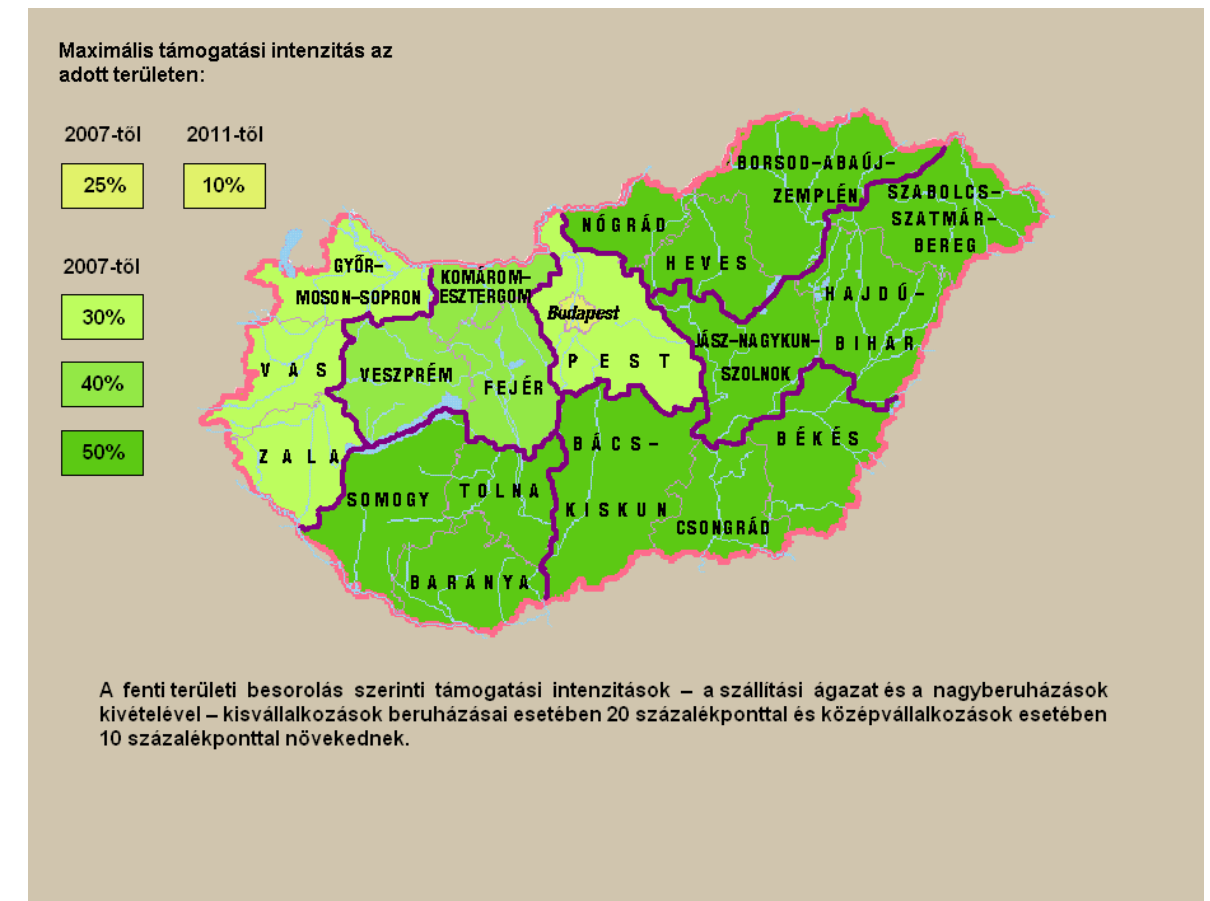 Maximális támogatási intenzitás az
adott területen:
2007-től 2011-től
25% 10%
2007-től
30%
40%
50%
BORSOD-ABAÚJ-
ZEMPLÉN
SZABOLCS-
SZATMÁR-
BEREG
NÓGRÁD
HEVES
HAJDÚ-
BIHAR
GYŐR-
MOSON-SOPRON
KOMÁROM-
ESZTERGOM
Budapest
PEST
JÁSZ-NAGYKUN-
SZOLNOK
VAS
VESZPRÉM
FEJÉR
ZALA
BÁCS-
KISKUN
BÉKÉS
SOMOGY
TOLNA
CSONGRÁD
BARANYA
A fenti területi besorolás szerinti támogatási intenzitások – a szállítási ágazat és a nagyberuházások
kivételével – kisvállalkozások beruházásai esetében 20 százalékponttal és középvállalkozások esetében
10 százalékponttal növekednek.